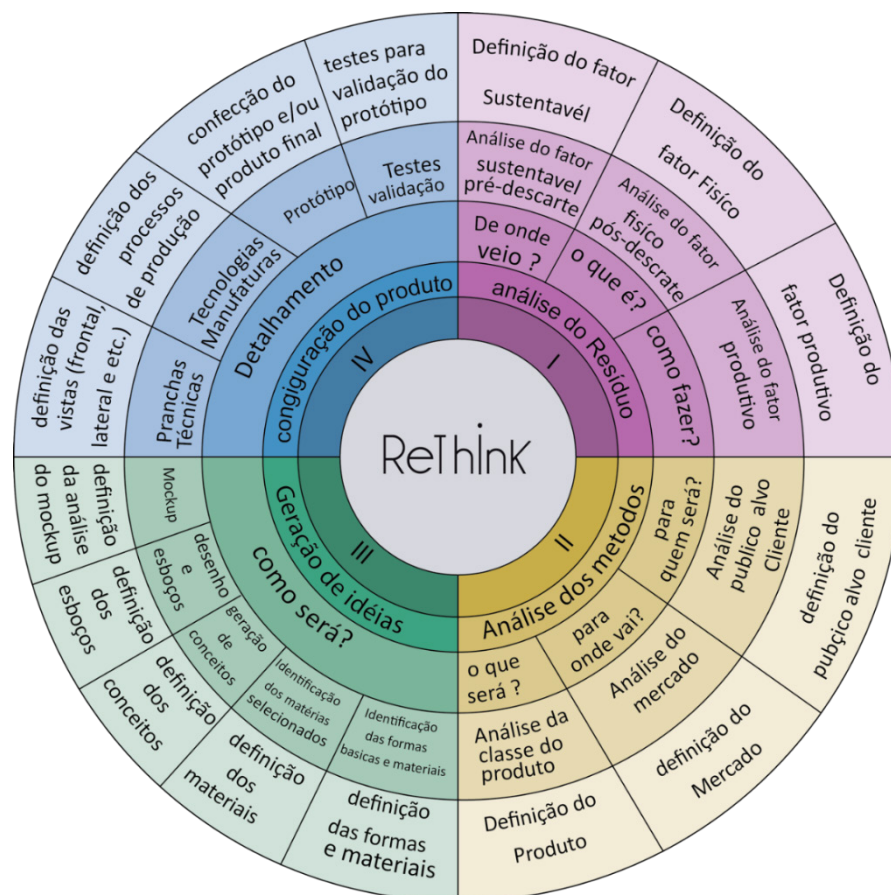 ReThink
I
análise do Resíduo
De onde
veio ?
Análise do fator
sustentavel
pré-descarte
Definição do fator
Sustentavél
o que é?
Análise do fator
físico
pós-descrate
Definição do
fator Fisíco
como fazer?
Análise do fator
produtivo
Definição do
fator produtivo
II
Análise dos metodos
para
quem será?
Análise do
publico alvo
Cliente
definição do
pubçico alvo cliente
para
onde vai?
Análise do
mercado
definição do
Mercado
o que
será ?
Análise da
classe do
produto
Definição do
Produto
III
Geração de idéias
como será?
Identificação
das formas
basicas e materiais
definição
das formas
e materiais
Identificação
dos matérias
selecionados
definição
dos
materiais
geração
de
conceitos
definição
dos
conceitos
desenho
e
esboços
definição
dos
esboços
Mockup
definição
da análise
do mockup
IV
congiguração do produto
Detalhamento
Pranchas
Técnicas
definição das
vistas (frontal,
lateral e etc.)
Tecnologias
Manufaturas
definição dos
processos
de produção
Protótipo
confecção do
protótipo e/ou
produto final
Testes
validação
testes para
validação do
protótipo